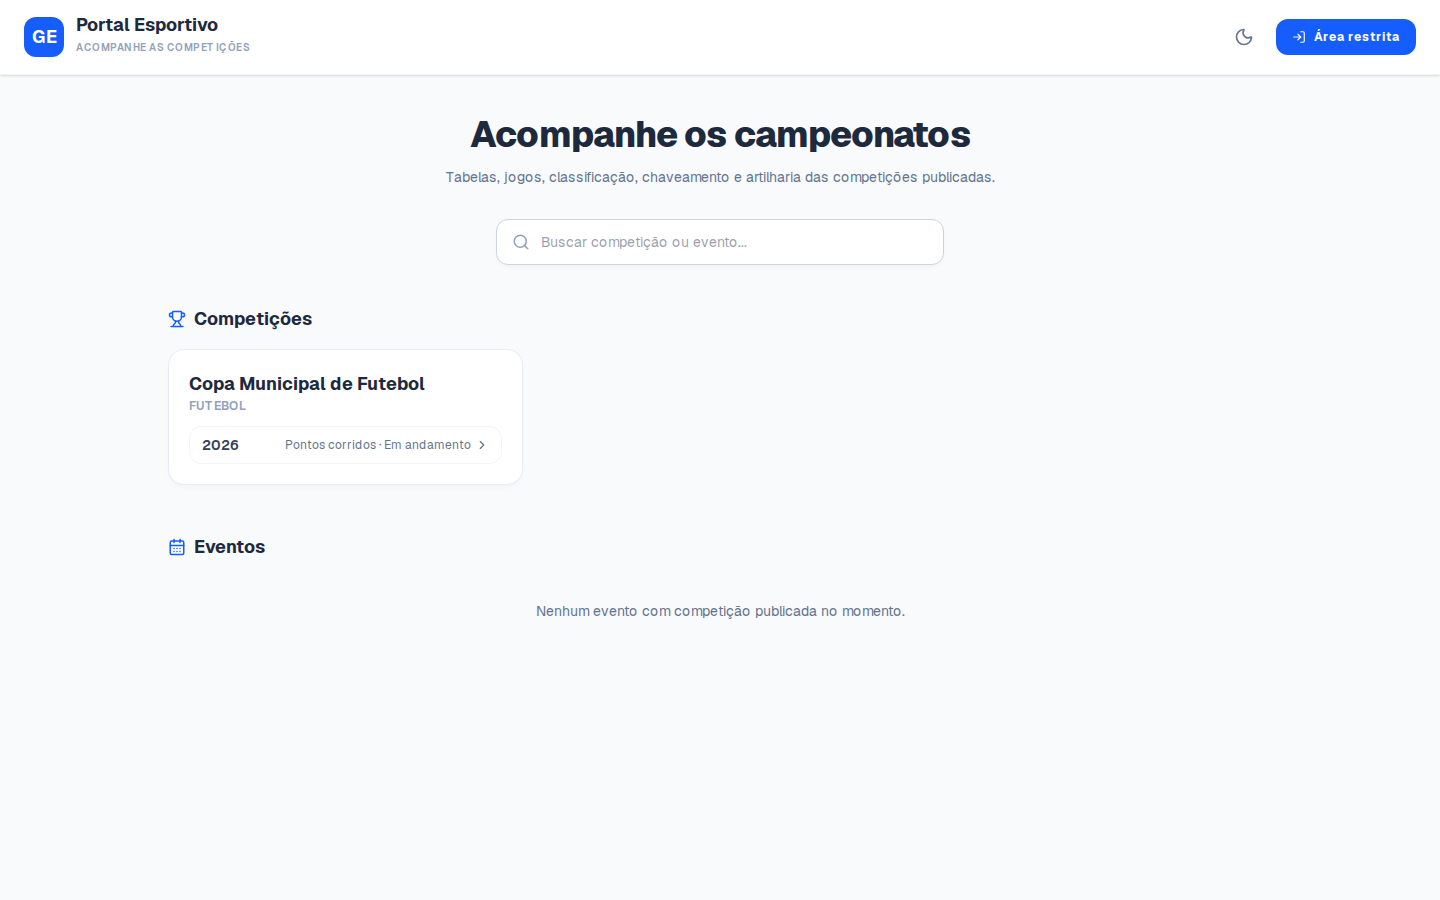 GE
Portal Esportivo
ACOMPANHE AS COMPETIÇÕES
Área restrita
Acompanhe os campeonatos
Tabelas, jogos, classificação, chaveamento e artilharia das competições publicadas.
Buscar competição ou evento...
Competições
Copa Municipal de Futebol
FUTEBOL
2026 Pontos corridos · Em andamento
Eventos
Nenhum evento com competição publicada no momento.